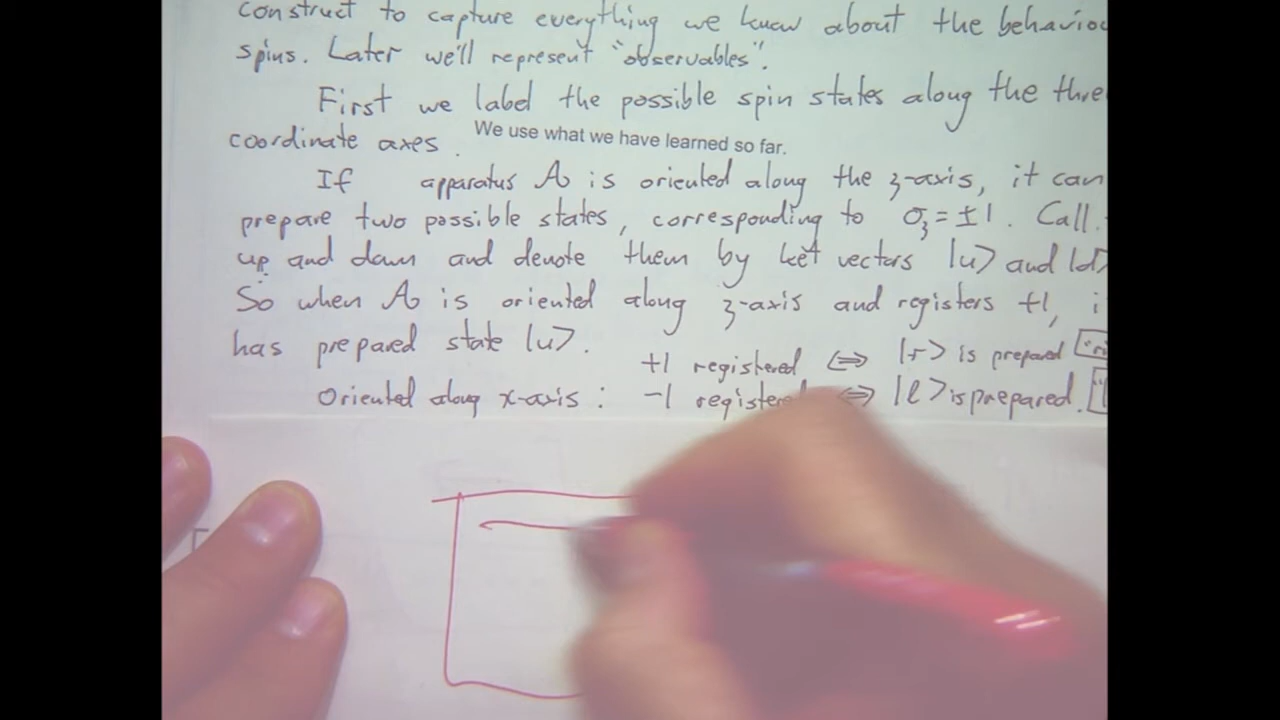 construct to capture everything we know about the behaviou
spins. Later we'll represent "observables".
First we label the possible spin states along the thre
coordinate axes. We use what we have learned so far.
If apparatus A is oriented along the z-axis, it can
prepare two possible states, corresponding to σz = ±1. Call
up and down and denote them by ket vectors |u> and |d>
So when A is oriented along z-axis and registers +1, i
has prepared state |u>.
+1 registered ⇔ |r> is prepared
Oriented along x-axis : -1 registered ⇔ |l> is prepared.